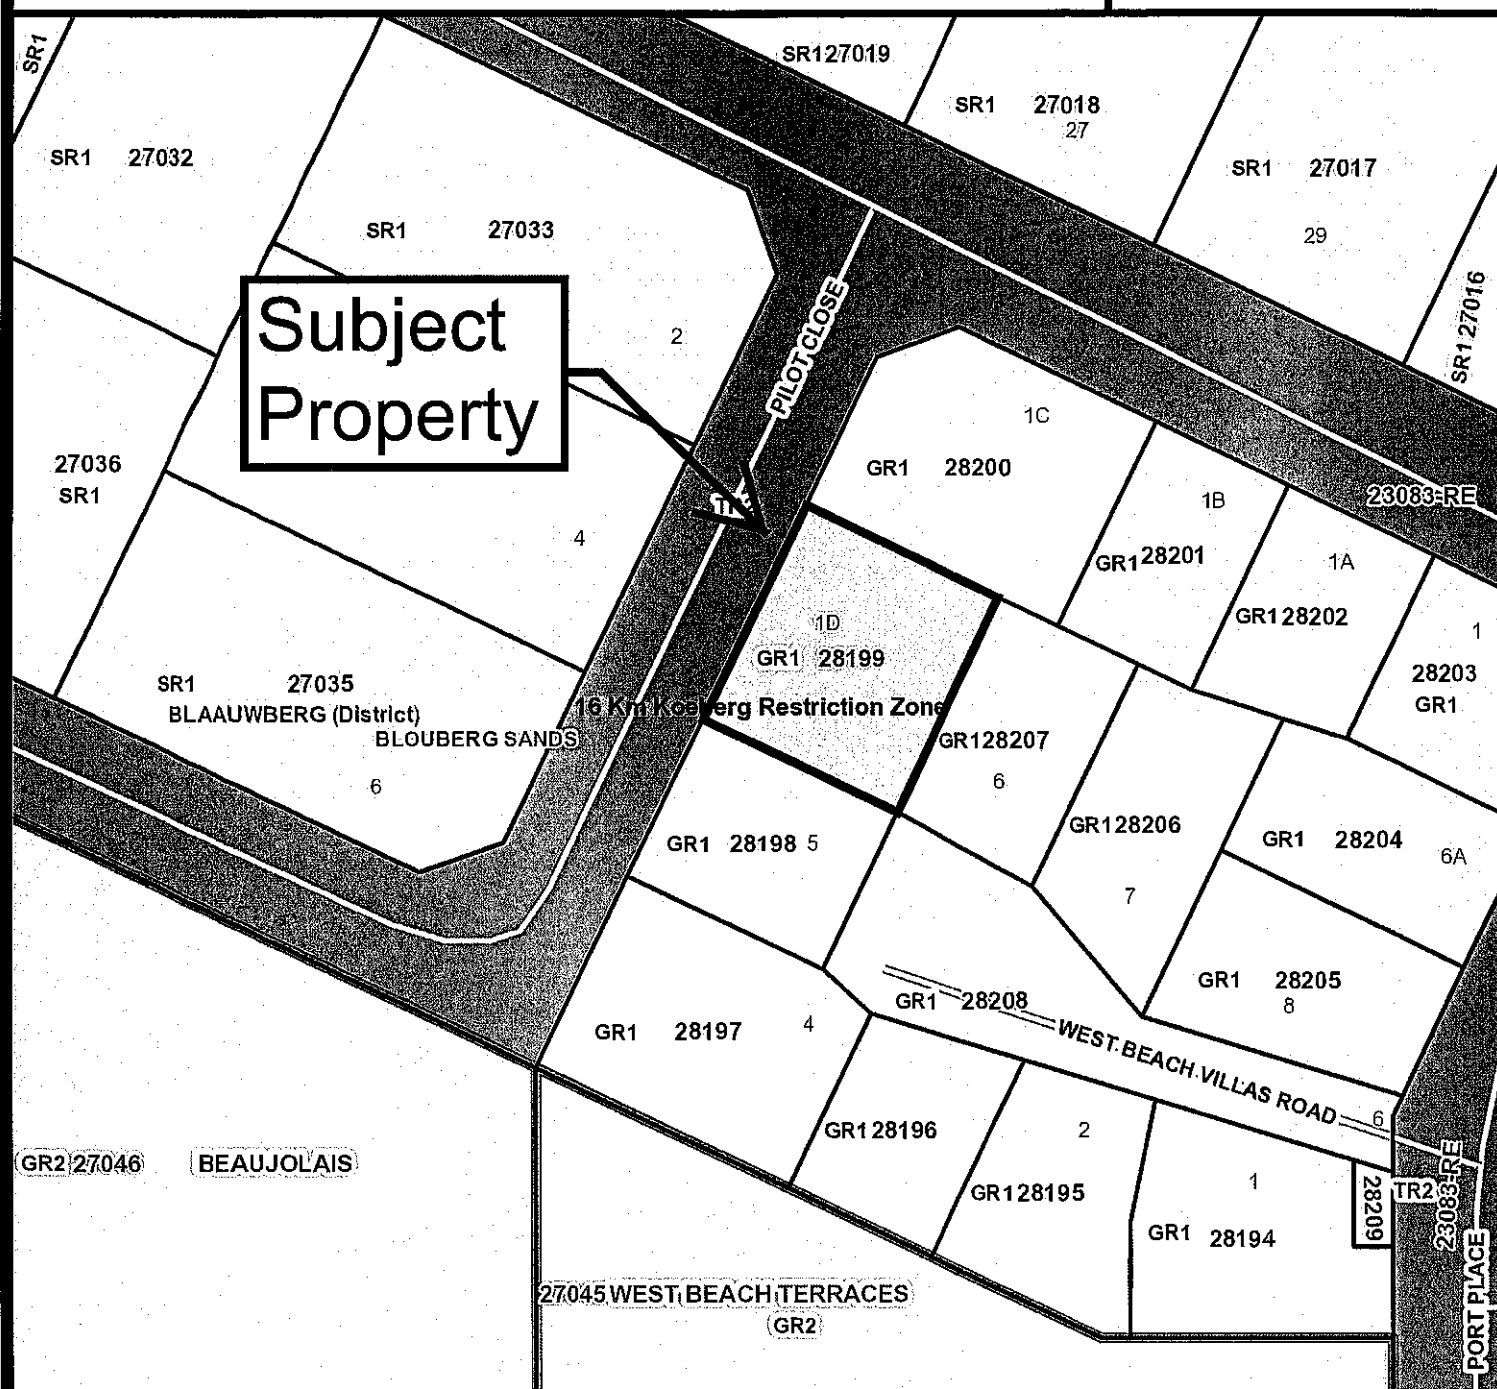 SR1
SR127019
SR1 27018
27
SR1 27032
SR1 27017
SR1 27033
29
SR1 27016
Subject
Property
2
PILOT CLOSE
1C
27036
SR1
GR1 28200
23083-RE
1B
4
GR1 28201
1A
GR128202
1D
GR1 28199
1
28203
GR1
SR1 27035
16 Km Koeberg Restriction Zone
BLAAUWBERG (District)
BLOUBERG SANDS
GR128207
6
6
GR128206
GR1 28198 5
GR1 28204
6A
7
GR1 28205
8
GR1 28208
GR1 28197 4
WEST BEACH VILLAS ROAD
6
GR128196
2
GR2 27046 BEAUJOLAIS
GR128195
1
28209
TR2
23083-RE
GR1 28194
PORT PLACE
27045 WEST BEACH TERRACES
GR2